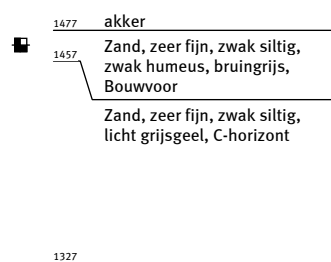 1477 akker
Zand, zeer fijn, zwak siltig,
1457
zwak humeus, bruingrijs,
Bouwvoor
Zand, zeer fijn, zwak siltig,
licht grijsgeel, C-horizont
1327